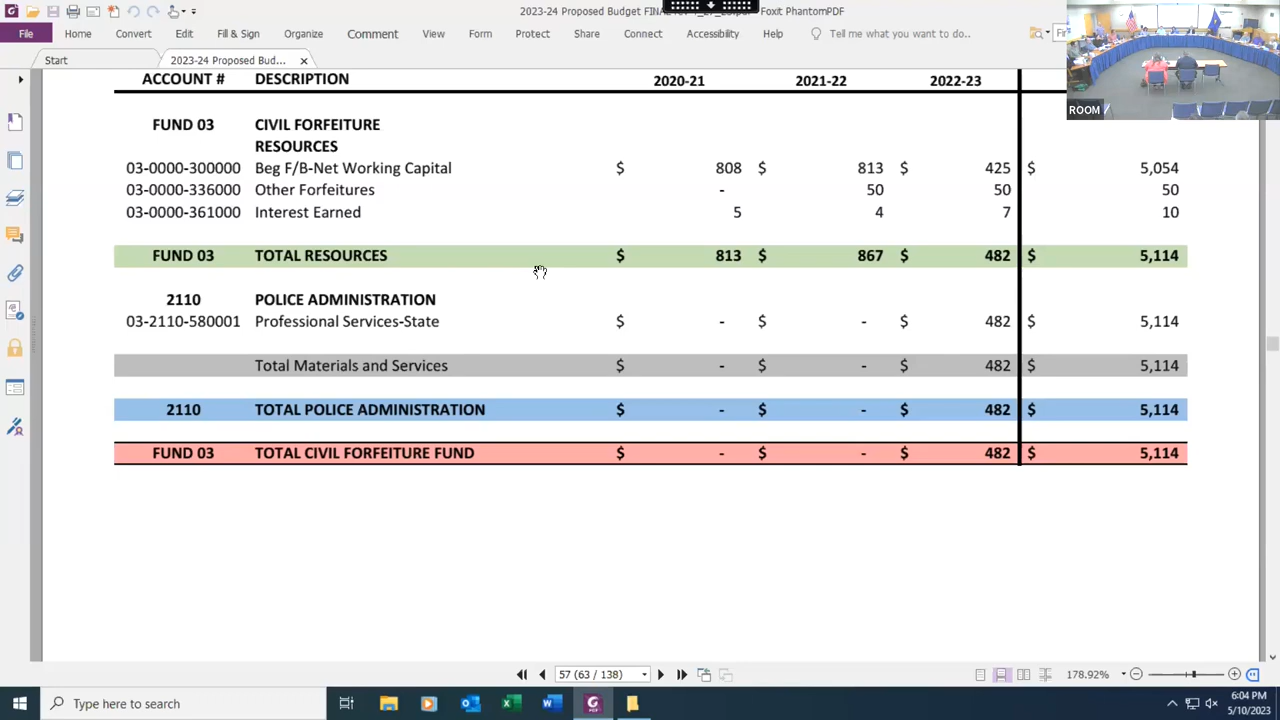 2023-24 Proposed Budget FINAL
Foxit PhantomPDF
File Home Convert Edit Fill & Sign Organize Comment View Form Protect Share Connect Accessibility Help Tell me what you want to do..
Start 2023-24 Proposed Bud...
ROOM
ACCOUNT # DESCRIPTION 2020-21 2021-22 2022-23
FUND 03 CIVIL FORFEITURE
RESOURCES
03-0000-300000 Beg F/B-Net Working Capital $ 808 $ 813 $ 425 $ 5,054
03-0000-336000 Other Forfeitures - 50 50 50
03-0000-361000 Interest Earned 5 4 7 10
FUND 03 TOTAL RESOURCES $ 813 $ 867 $ 482 $ 5,114
2110 POLICE ADMINISTRATION
03-2110-580001 Professional Services-State $ - $ - $ 482 $ 5,114
Total Materials and Services $ - $ - $ 482 $ 5,114
2110 TOTAL POLICE ADMINISTRATION $ - $ - $ 482 $ 5,114
FUND 03 TOTAL CIVIL FORFEITURE FUND $ - $ - $ 482 $ 5,114
57 (63 / 138) 178.92%
Type here to search
6:04 PM
5/10/2023